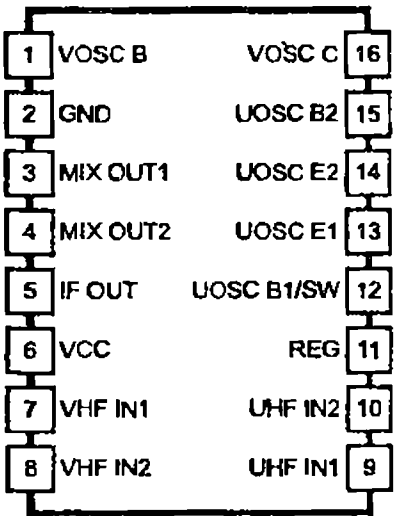 1 VOSC B VOSC C 16
2 GND UOSC B2 15
3 MIX OUT1 UOSC E2 14
4 MIX OUT2 UOSC E1 13
5 IF OUT UOSC B1/SW 12
6 VCC REG 11
7 VHF IN1 UHF IN2 10
8 VHF IN2 UHF IN1 9